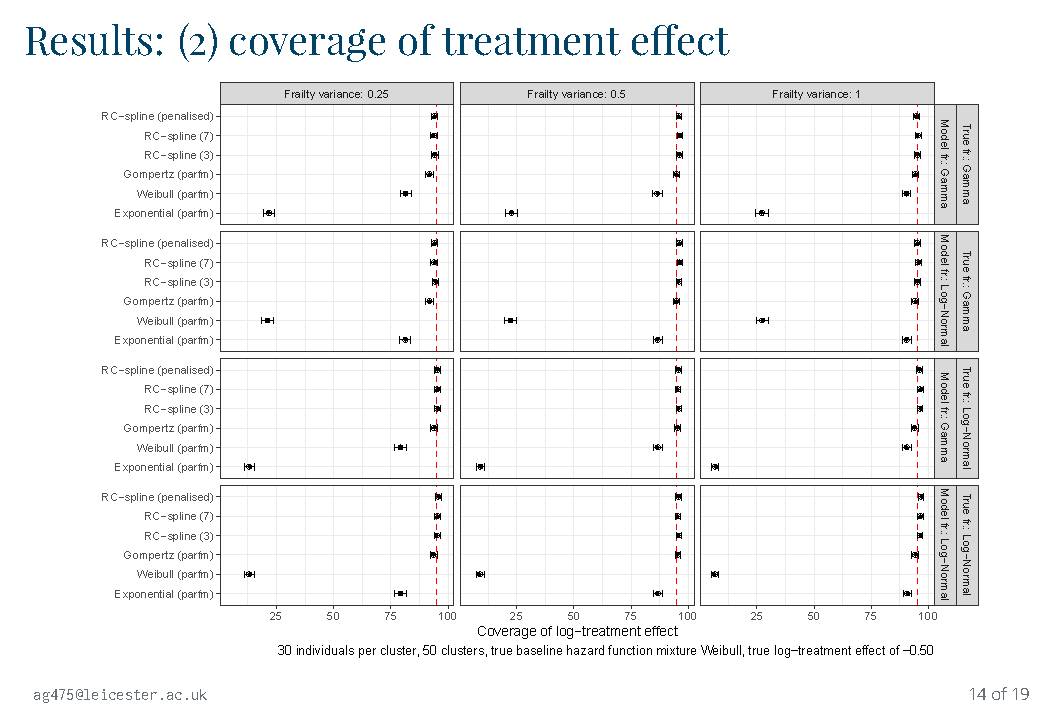 Results: (2) coverage of treatment effect
Frailty variance: 0.25
Frailty variance: 0.5
Frailty variance: 1
RC−spline (penalised)
RC−spline (7)
RC−spline (3)
Gompertz (parfm)
Weibull (parfm)
Exponential (parfm)
Model fr.: Gamma
True fr.: Gamma
RC−spline (penalised)
RC−spline (7)
RC−spline (3)
Gompertz (parfm)
Weibull (parfm)
Exponential (parfm)
Model fr.: Log−Normal
True fr.: Gamma
RC−spline (penalised)
RC−spline (7)
RC−spline (3)
Gompertz (parfm)
Weibull (parfm)
Exponential (parfm)
Model fr.: Gamma
True fr.: Log−Normal
RC−spline (penalised)
RC−spline (7)
RC−spline (3)
Gompertz (parfm)
Weibull (parfm)
Exponential (parfm)
Model fr.: Log−Normal
True fr.: Log−Normal
25 50 75 100 25 50 75 100 25 50 75 100
Coverage of log−treatment effect
30 individuals per cluster, 50 clusters, true baseline hazard function mixture Weibull, true log−treatment effect of −0.50
ag475@leicester.ac.uk
14 of 19